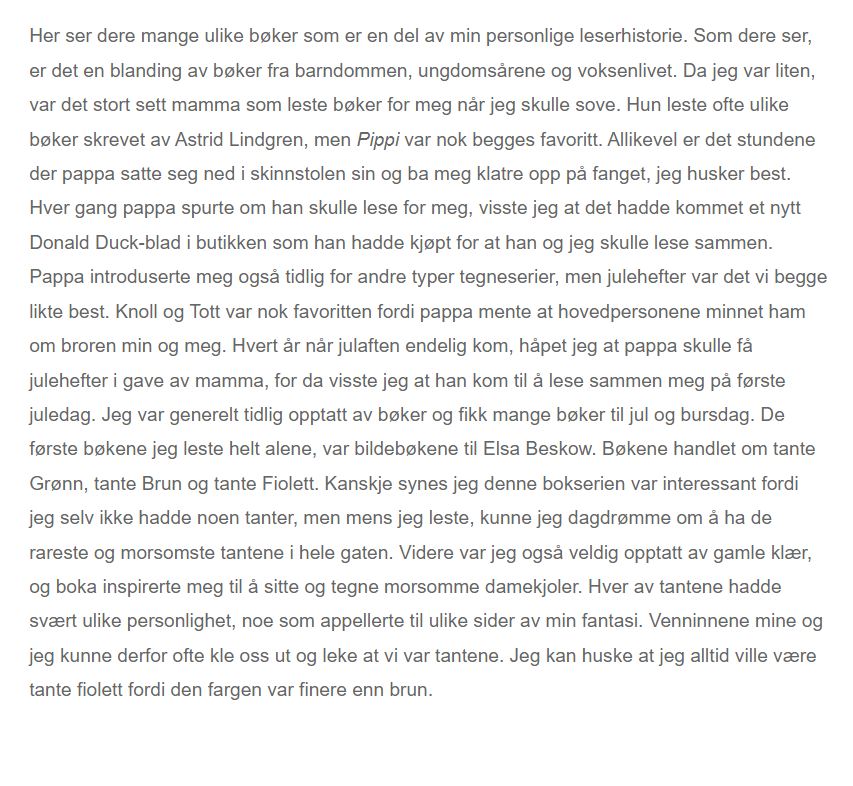 Her ser dere mange ulike bøker som er en del av min personlige leserhistorie. Som dere ser,
er det en blanding av bøker fra barndommen, ungdomsårene og voksenlivet. Da jeg var liten,
var det stort sett mamma som leste bøker for meg når jeg skulle sove. Hun leste ofte ulike
bøker skrevet av Astrid Lindgren, men Pippi var nok begges favoritt. Allikevel er det stundene
der pappa satte seg ned i skinnstolen sin og ba meg klatre opp på fanget, jeg husker best.
Hver gang pappa spurte om han skulle lese for meg, visste jeg at det hadde kommet et nytt
Donald Duck-blad i butikken som han hadde kjøpt for at han og jeg skulle lese sammen.
Pappa introduserte meg også tidlig for andre typer tegneserier, men julehefter var det vi begge
likte best. Knoll og Tott var nok favoritten fordi pappa mente at hovedpersonene minnet ham
om broren min og meg. Hvert år når julaften endelig kom, håpet jeg at pappa skulle få
julehefter i gave av mamma, for da visste jeg at han kom til å lese sammen meg på første
juledag. Jeg var generelt tidlig opptatt av bøker og fikk mange bøker til jul og bursdag. De
første bøkene jeg leste helt alene, var bildebøkene til Elsa Beskow. Bøkene handlet om tante
Grønn, tante Brun og tante Fiolett. Kanskje synes jeg denne bokserien var interessant fordi
jeg selv ikke hadde noen tanter, men mens jeg leste, kunne jeg dagdrømme om å ha de
rareste og morsomste tantene i hele gaten. Videre var jeg også veldig opptatt av gamle klær,
og boka inspirerte meg til å sitte og tegne morsomme damekjoler. Hver av tantene hadde
svært ulike personlighet, noe som appellerte til ulike sider av min fantasi. Venninnene mine og
jeg kunne derfor ofte kle oss ut og leke at vi var tantene. Jeg kan huske at jeg alltid ville være
tante fiolett fordi den fargen var finere enn brun.